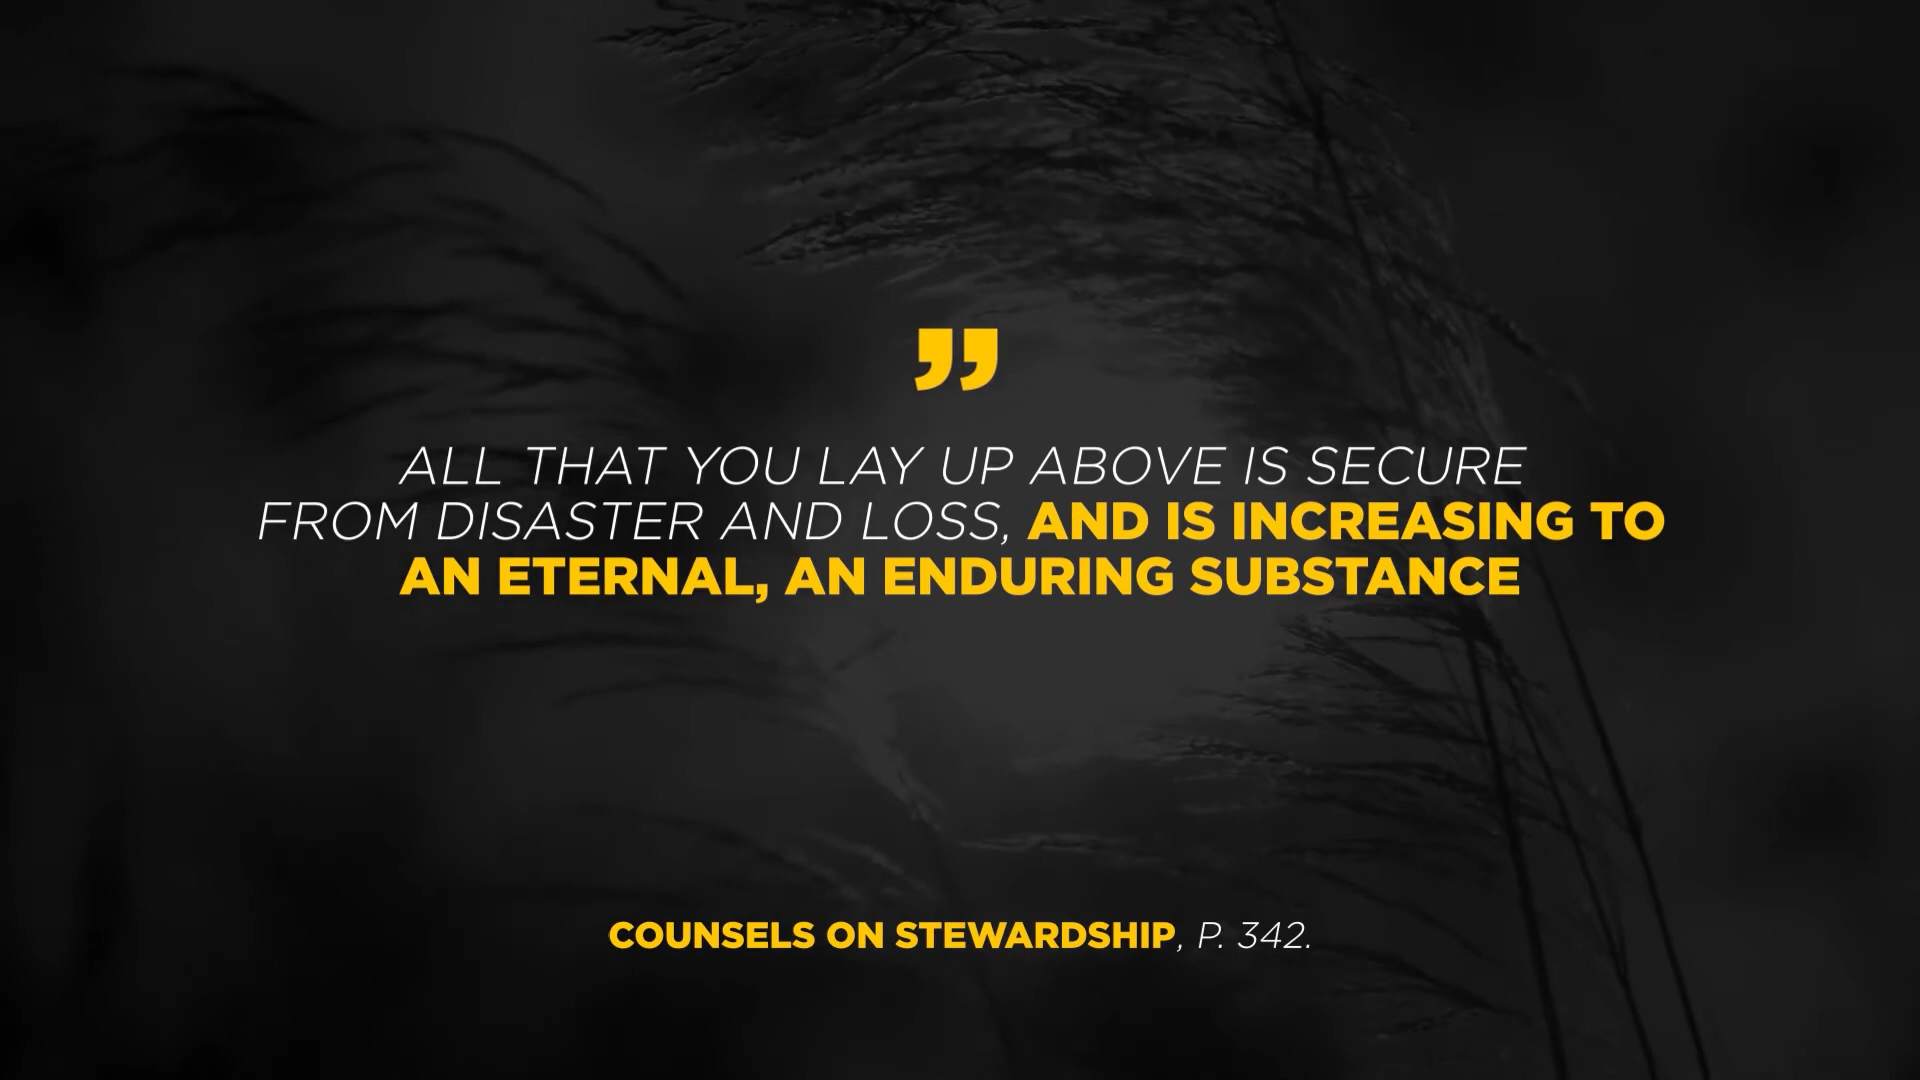 ”
ALL THAT YOU LAY UP ABOVE IS SECURE
FROM DISASTER AND LOSS, AND IS INCREASING TO
AN ETERNAL, AN ENDURING SUBSTANCE
COUNSELS ON STEWARDSHIP, P. 342.